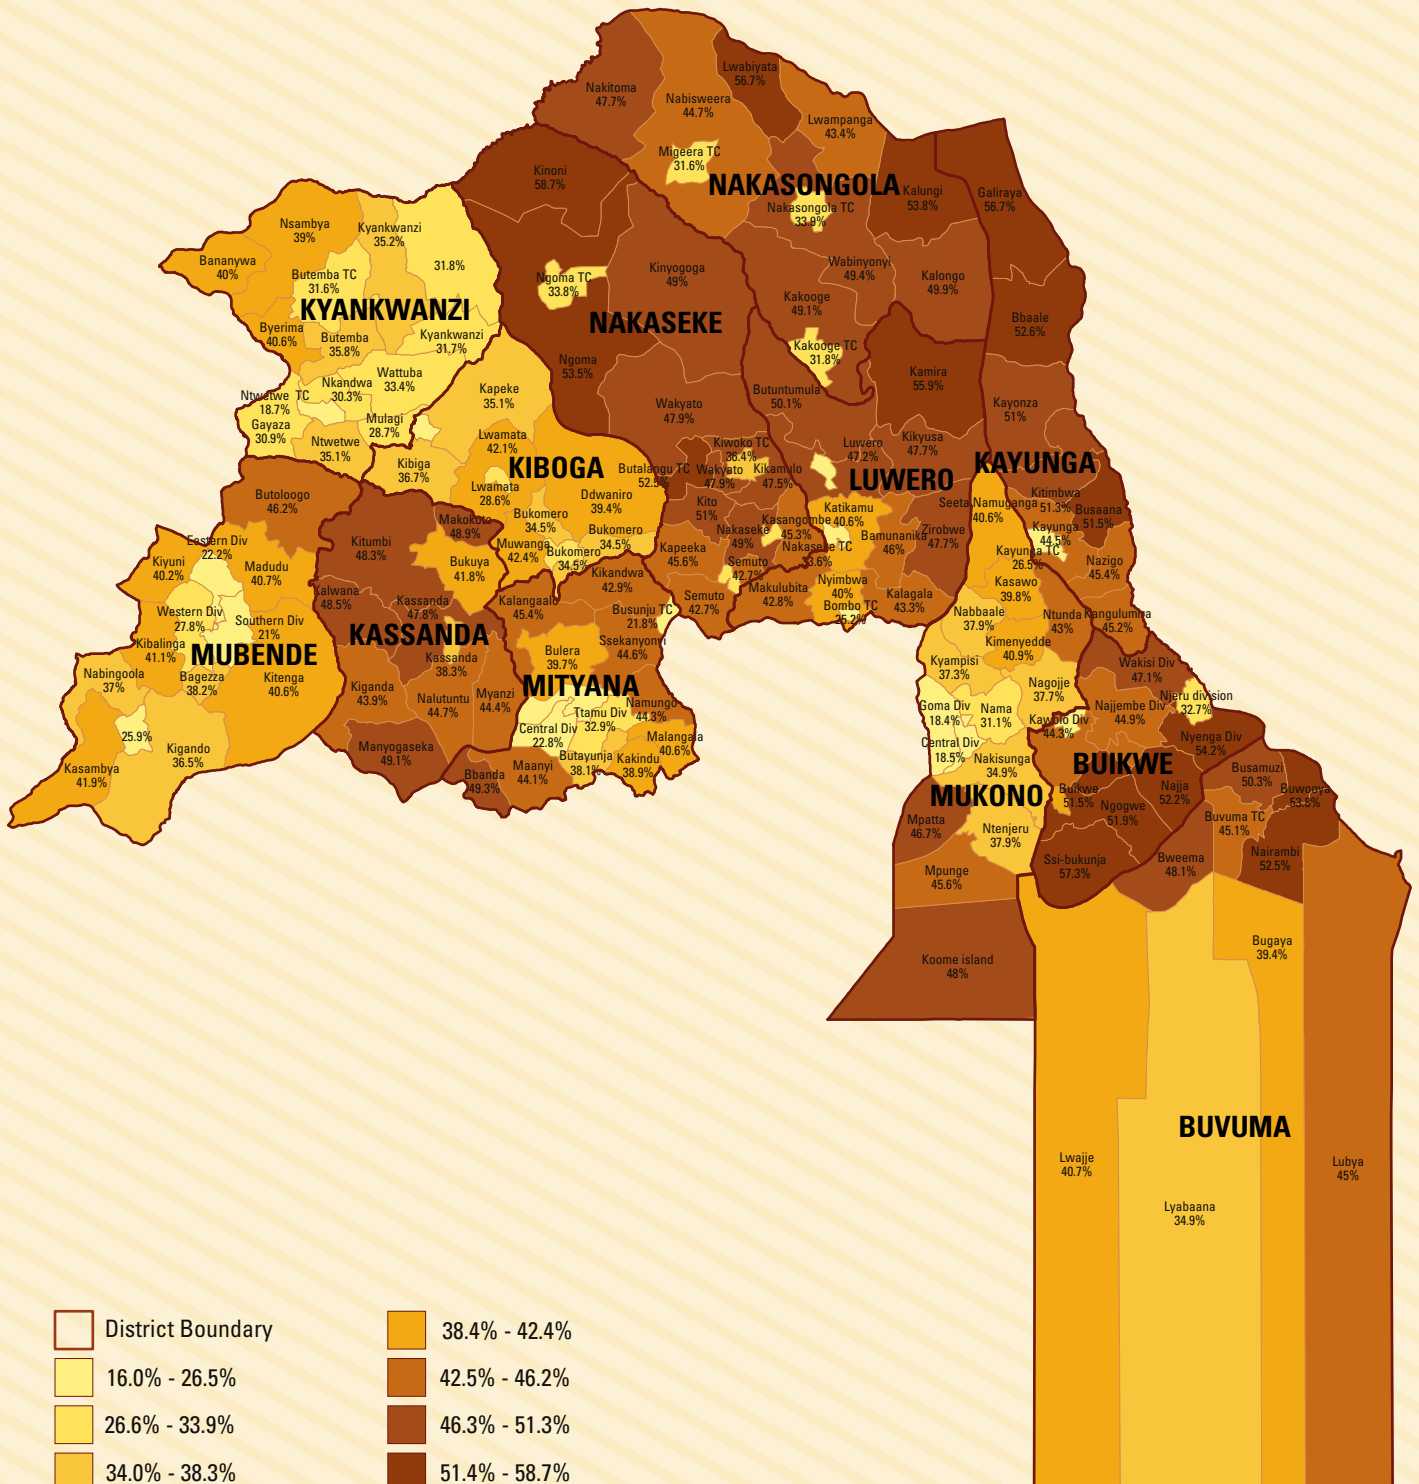 Lwabiyata
56.7%
Nakitoma
47.7%
Nabisweera
44.7%
Lwampanga
43.4%
Migeera TC
31.6%
Kinoni
58.7%
NAKASONGOLA
Kalungi
53.8%
Galiraya
56.7%
Nakasongola TC
33.9%
Nsambya
39%
Kyankwanzi
35.2%
Bananywa
40%
31.8%
Butemba TC
31.6%
Ngoma TC
33.8%
Kinyogoga
49%
Wabinyonyi
49.4%
Kalongo
49.9%
Kakooge
49.1%
KYANKWANZI
NAKASEKE
Bbaale
52.6%
Byerima
40.6%
Butemba
35.8%
Kyankwanzi
31.7%
Kakooge TC
31.8%
Ngoma
53.5%
Kamira
55.9%
Wattuba
33.4%
Nkandwa
30.3%
Ntwetwe TC
18.7%
Kapeke
35.1%
Butuntumula
50.1%
Wakyato
47.9%
Kayonza
51%
Gayaza
30.9%
Mulagi
28.7%
Ntwetwe
35.1%
Lwamata
42.1%
Kiwoko TC
36.4%
Luwero
47.2%
Kikyusa
47.7%
Kibiga
36.7%
KIBOGA
Butalangu TC
52.5%
Wakyato
47.9%
Kikamulo
47.5%
LUWERO
KAYUNGA
Lwamata
28.6%
Ddwaniro
39.4%
Butoloogo
46.2%
Kitimbwa
51.3%
Busaana
51.5%
Seeta Namuganga
40.6%
Kito
51%
Katikamu
40.6%
Bukomero
34.5%
Makokoto
48.9%
Kasangombe
45.3%
Nakaseke
49%
Bukomero
34.5%
Zirobwe
47.7%
Kayunga
44.5%
Bamunanika
46%
Eastern Div
22.2%
Kitumbi
48.3%
Muwanga
42.4%
Bukomero
34.5%
Kapeeka
45.6%
Nakaseke TC
33.6%
Kayunga TC
26.5%
Kiyuni
40.2%
Madudu
40.7%
Bukuya
41.8%
Semuto
42.7%
Nazigo
45.4%
Kikandwa
42.9%
Nyimbwa
40%
Kasawo
39.8%
Kalwana
48.5%
Makulubita
42.8%
Semuto
42.7%
Kalagala
43.3%
Kalangaalo
45.4%
Kassanda
47.8%
Western Div
27.8%
Bombo TC
25.2%
Busunju TC
21.8%
Nabbaale
37.9%
Ntunda
43%
Kangulumira
45.2%
Southern Div
21%
KASSANDA
Kibalinga
41.1%
Ssekanyonyi
44.6%
Kimenyedde
40.9%
MUBENDE
Bulera
39.7%
Kassanda
38.3%
Kyampisi
37.3%
Wakisi Div
47.1%
Nabingoola
37%
Bagezza
38.2%
Kitenga
40.6%
MITYANA
Kiganda
43.9%
Myanzi
44.4%
Nagojje
37.7%
Njeru division
32.7%
Nalutuntu
44.7%
Namungo
44.3%
Goma Div
18.4%
Nama
31.1%
Najjembe Div
44.9%
Ttamu Div
32.9%
Kawolo Div
44.3%
Central Div
22.8%
25.9%
Malangala
40.6%
Central Div
18.5%
Nyenga Div
54.2%
Kigando
36.5%
Manyogaseka
49.1%
Butayunja
38.1%
Kakindu
38.9%
Nakisunga
34.9%
BUIKWE
Kasambya
41.9%
Maanyi
44.1%
Bbanda
49.3%
Busamuzi
50.3%
MUKONO
Buikwe
51.5%
Najja
52.2%
Buwooya
53.8%
Ngogwe
51.9%
Mpatta
46.7%
Buvuma TC
45.1%
Ntenjeru
37.9%
Ssi-bukunja
57.3%
Bweema
48.1%
Nairambi
52.5%
Mpunge
45.6%
Bugaya
39.4%
Koome island
48%
BUVUMA
Lwajje
40.7%
Lubya
45%
Lyabaana
34.9%
District Boundary
16.0% - 26.5%
26.6% - 33.9%
34.0% - 38.3%
38.4% - 42.4%
42.5% - 46.2%
46.3% - 51.3%
51.4% - 58.7%